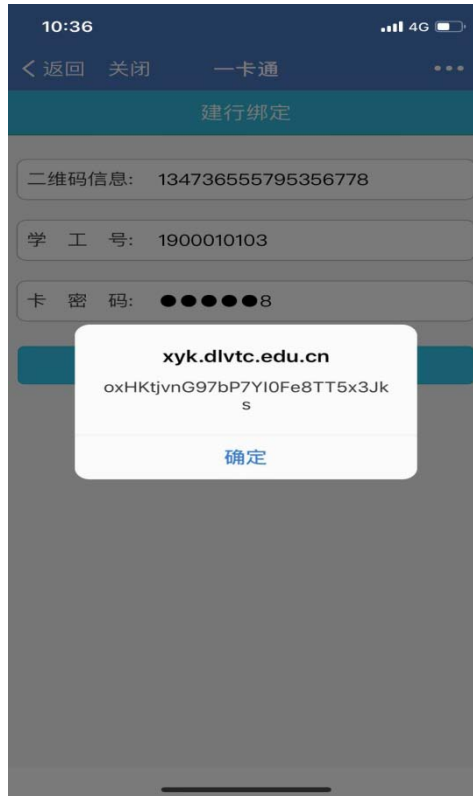 10:36 4G
返回 关闭 一卡通
建行绑定
二维码信息: 134736555795356778
学 工 号: 1900010103
卡 密 码: ●●●●●8
xyk.dlvtc.edu.cn
oxHKtjvnG97bP7YI0Fe8TT5x3Jk
s
确定